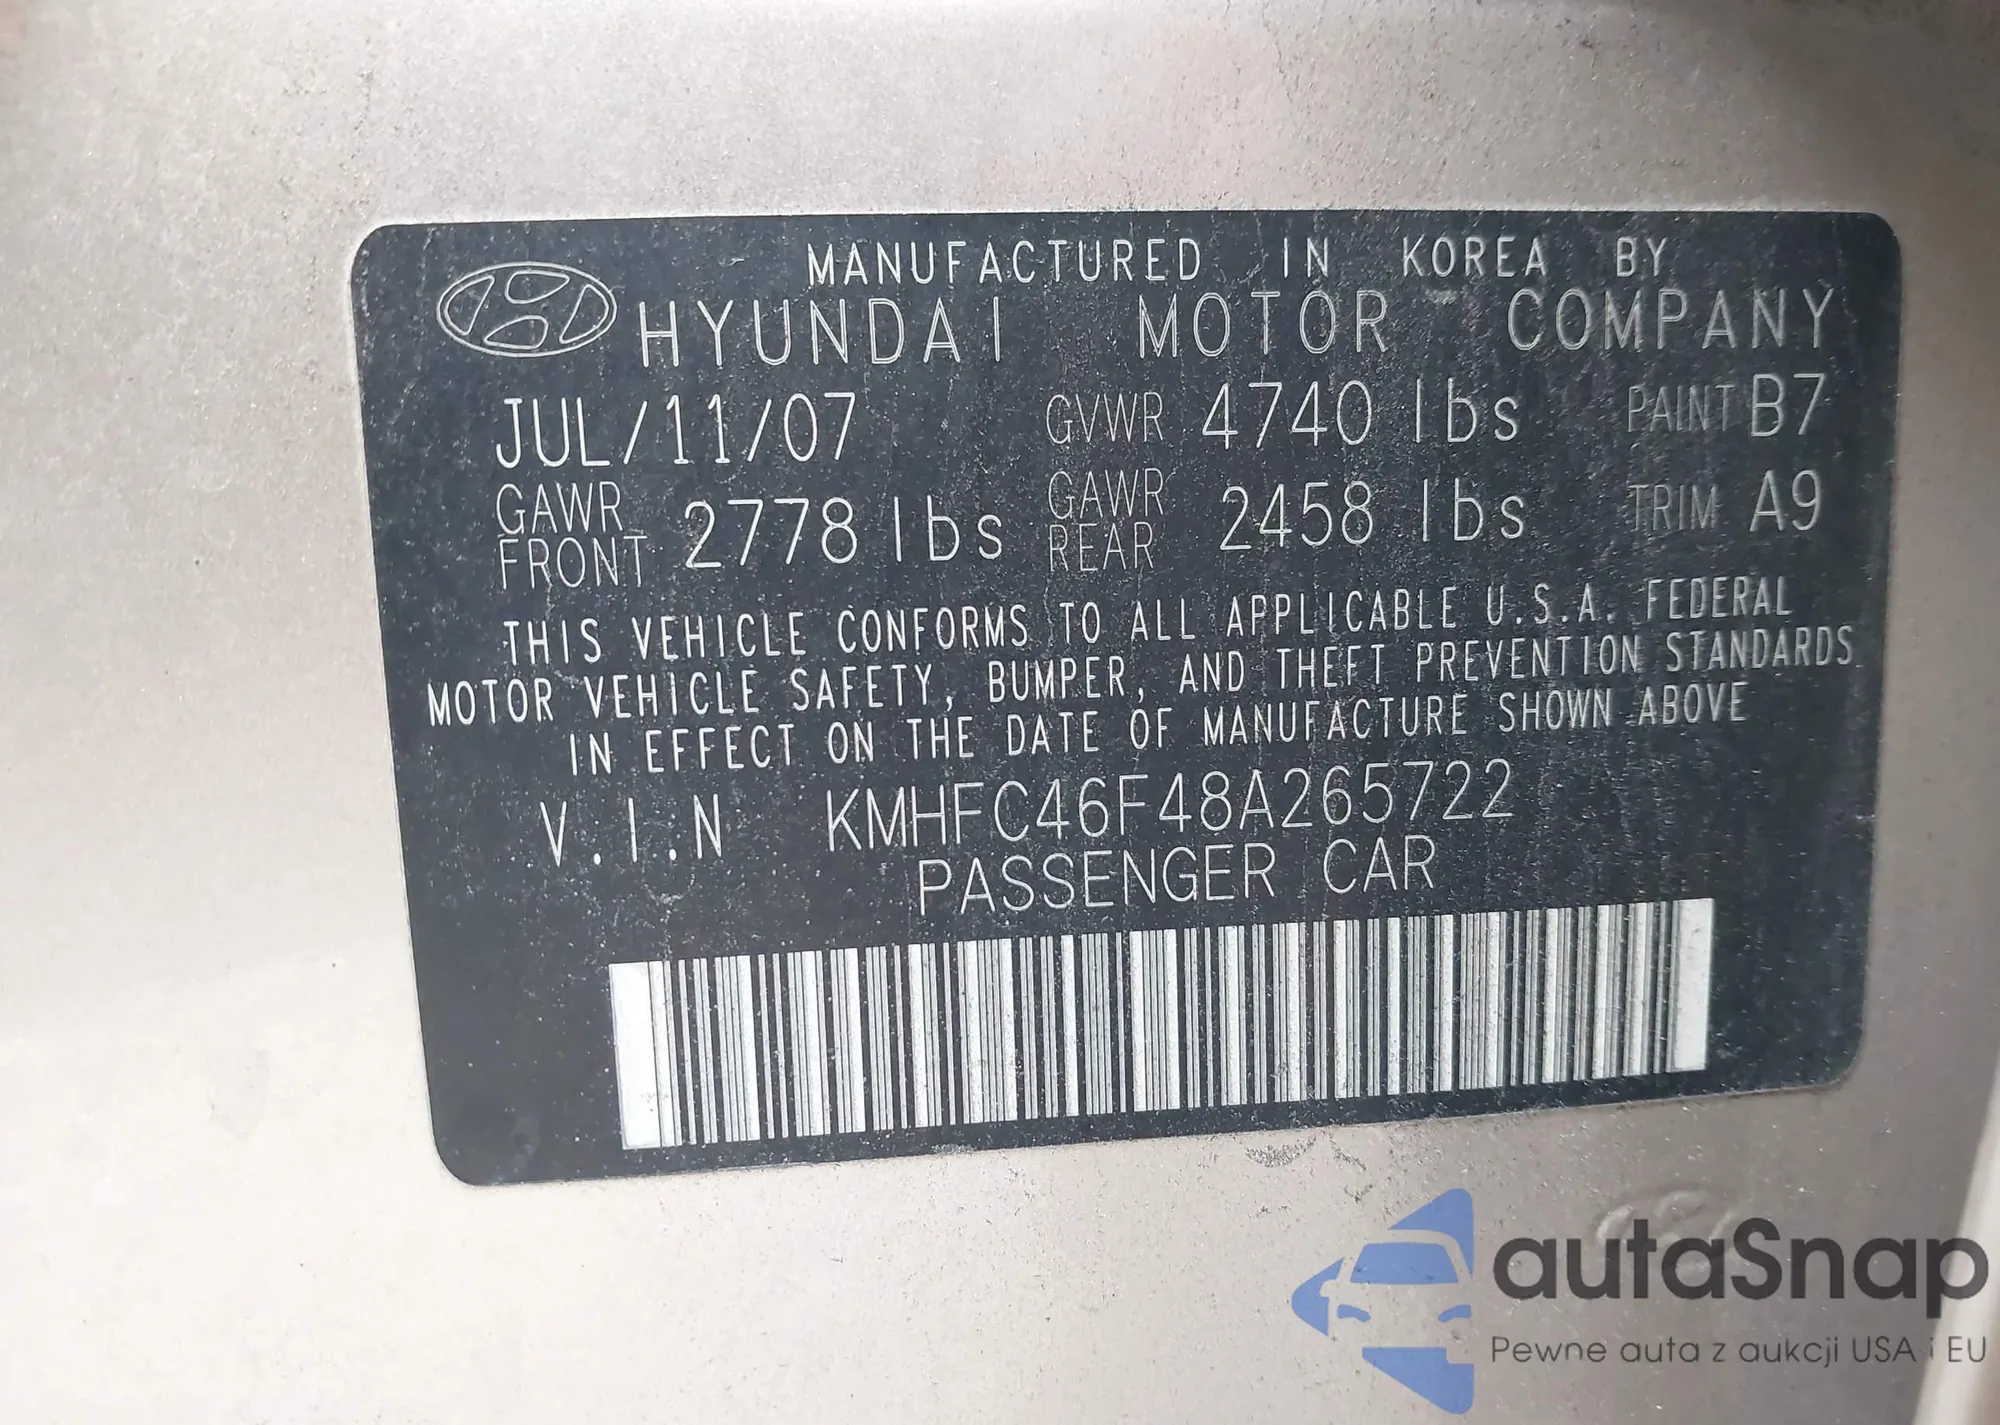 MANUFACTURED IN KOREA BY
HYUNDAI MOTOR COMPANY
JUL/11/07 GVWR 4740 lbs PAINT B7
GAWR FRONT 2778 lbs GAWR REAR 2458 lbs TRIM A9
THIS VEHICLE CONFORMS TO ALL APPLICABLE U.S.A. FEDERAL
MOTOR VEHICLE SAFETY, BUMPER, AND THEFT PREVENTION STANDARDS
IN EFFECT ON THE DATE OF MANUFACTURE SHOWN ABOVE
V.I.N KMHFC46F48A265722
PASSENGER CAR
autaSnap
Pewne auta z aukcji USA i EU